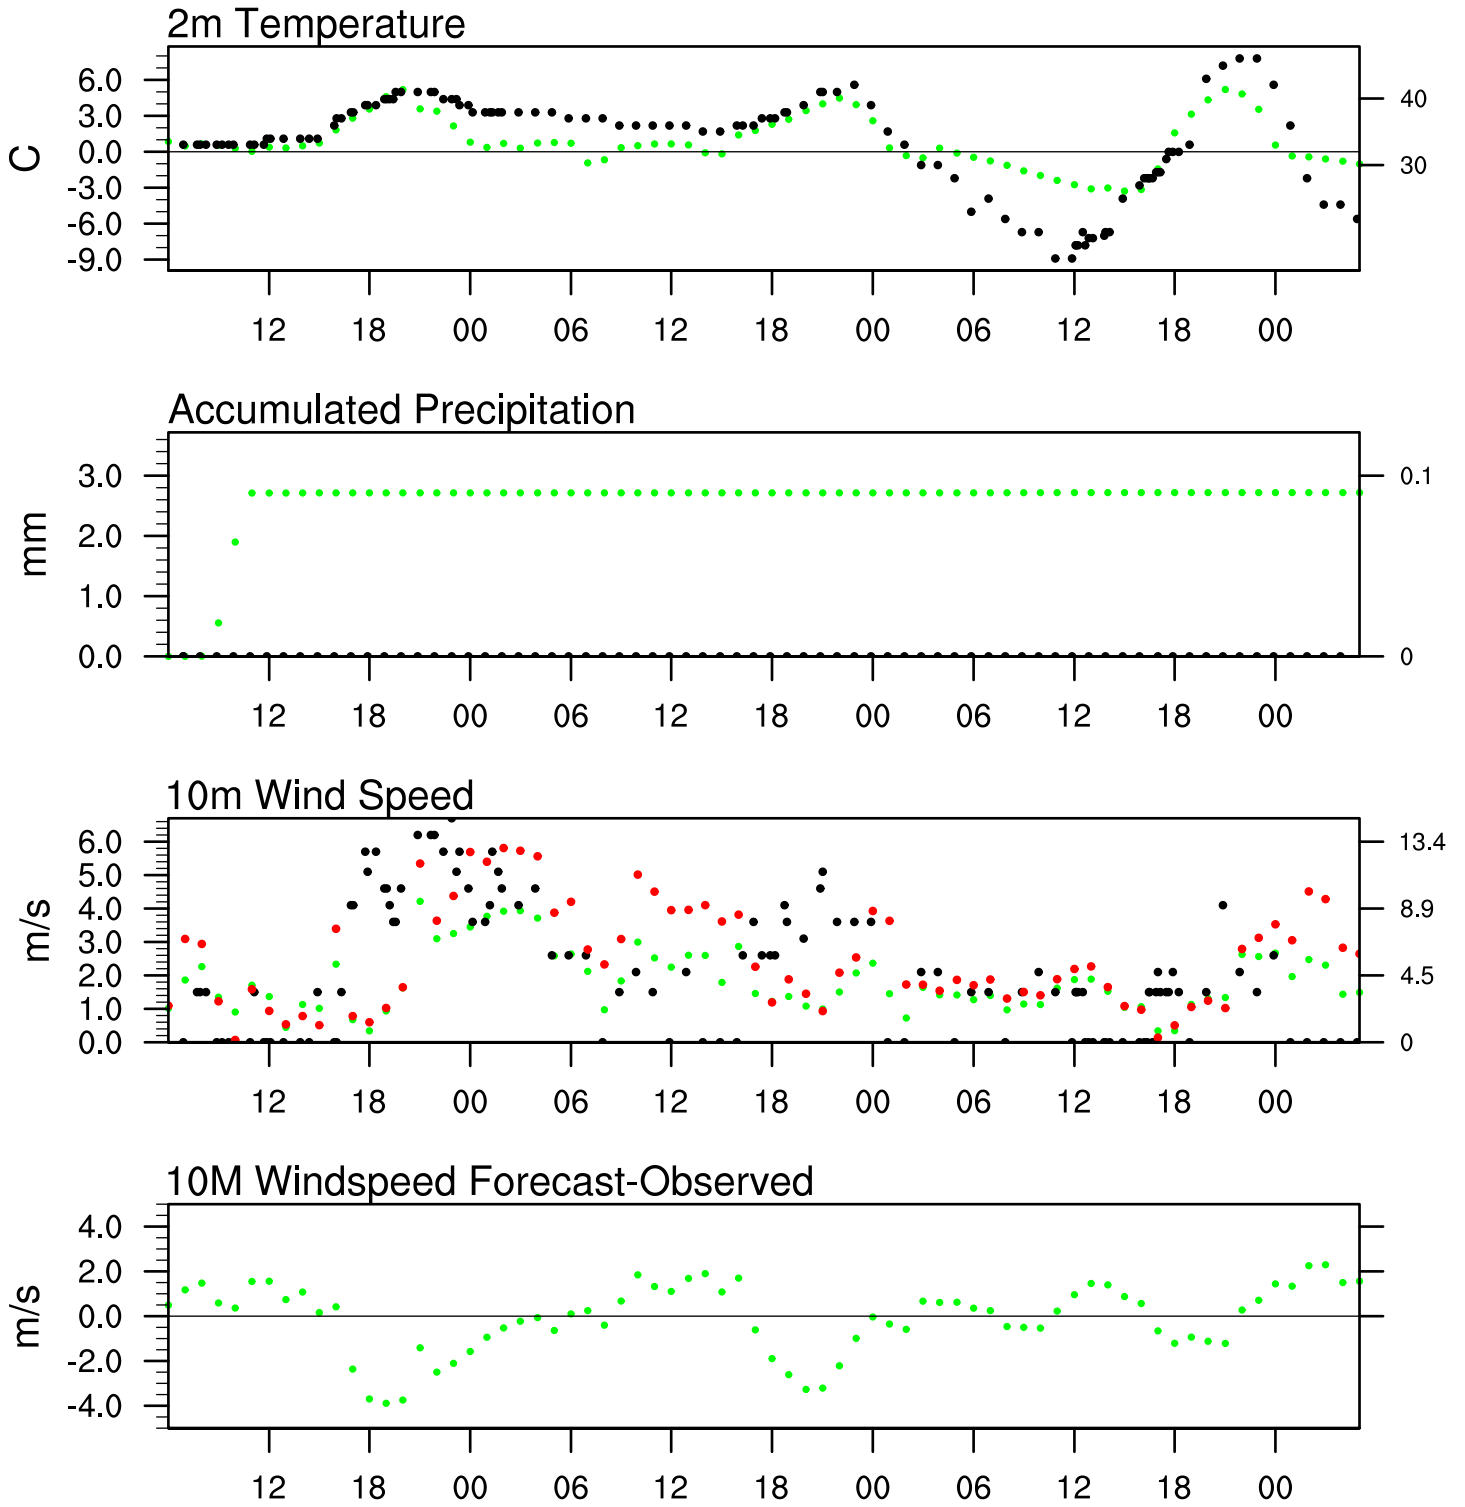 2m Temperature
6.0
3.0
0.0
-3.0
-6.0
-9.0
C
40
30
12 18 00 06 12 18 00 06 12 18 00
Accumulated Precipitation
3.0
2.0
1.0
0.0
mm
0.1
0
12 18 00 06 12 18 00 06 12 18 00
10m Wind Speed
6.0
5.0
4.0
3.0
2.0
1.0
0.0
m/s
13.4
8.9
4.5
0
12 18 00 06 12 18 00 06 12 18 00
10M Windspeed Forecast-Observed
4.0
2.0
0.0
-2.0
-4.0
m/s
12 18 00 06 12 18 00 06 12 18 00